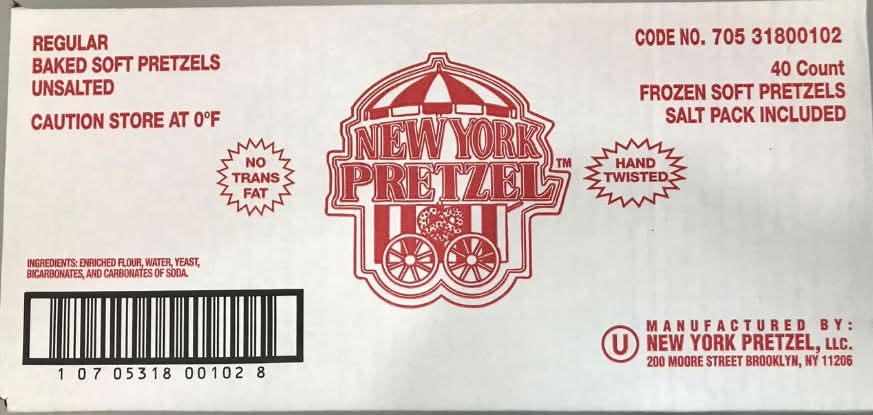 REGULAR
BAKED SOFT PRETZELS
UNSALTED
CAUTION STORE AT 0°F
CODE NO. 705 31800102
40 Count
FROZEN SOFT PRETZELS
SALT PACK INCLUDED
NO
TRANS
FAT
NEW YORK
PRETZEL™
HAND
TWISTED
INGREDIENTS: ENRICHED FLOUR, WATER, YEAST,
BICARBONATES, AND CARBONATES OF SODA.
1 07 05318 00102 8
U
MANUFACTURED BY:
NEW YORK PRETZEL, LLC.
200 MOORE STREET BROOKLYN, NY 11206